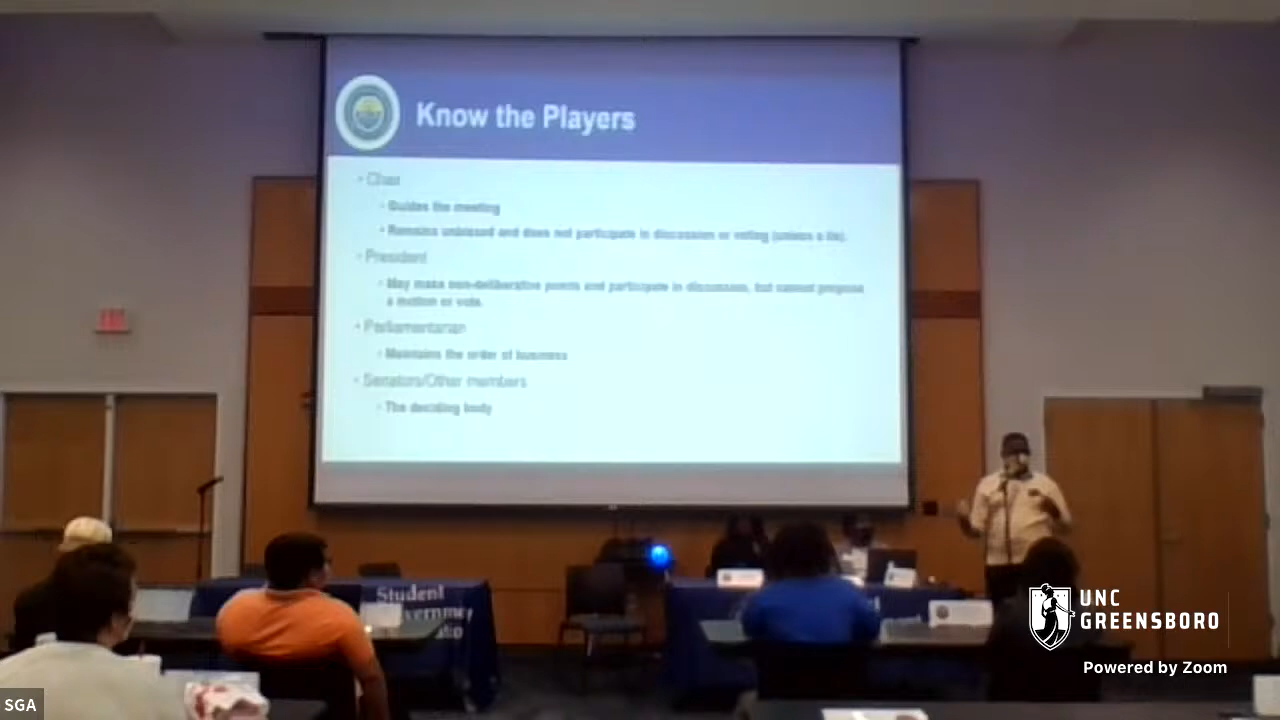 Know the Players
• Chair
• Guides the meeting
• Remains unbiased and does not participate in discussion or voting (unless a tie).
• President
• May make non-deliberative points and participate in discussion, but cannot propose
a motion or vote.
• Parliamentarian
• Maintains the order of business
• Senators/Other members
• The deciding body
Student
UNC
GREENSBORO
Powered by Zoom
SGA